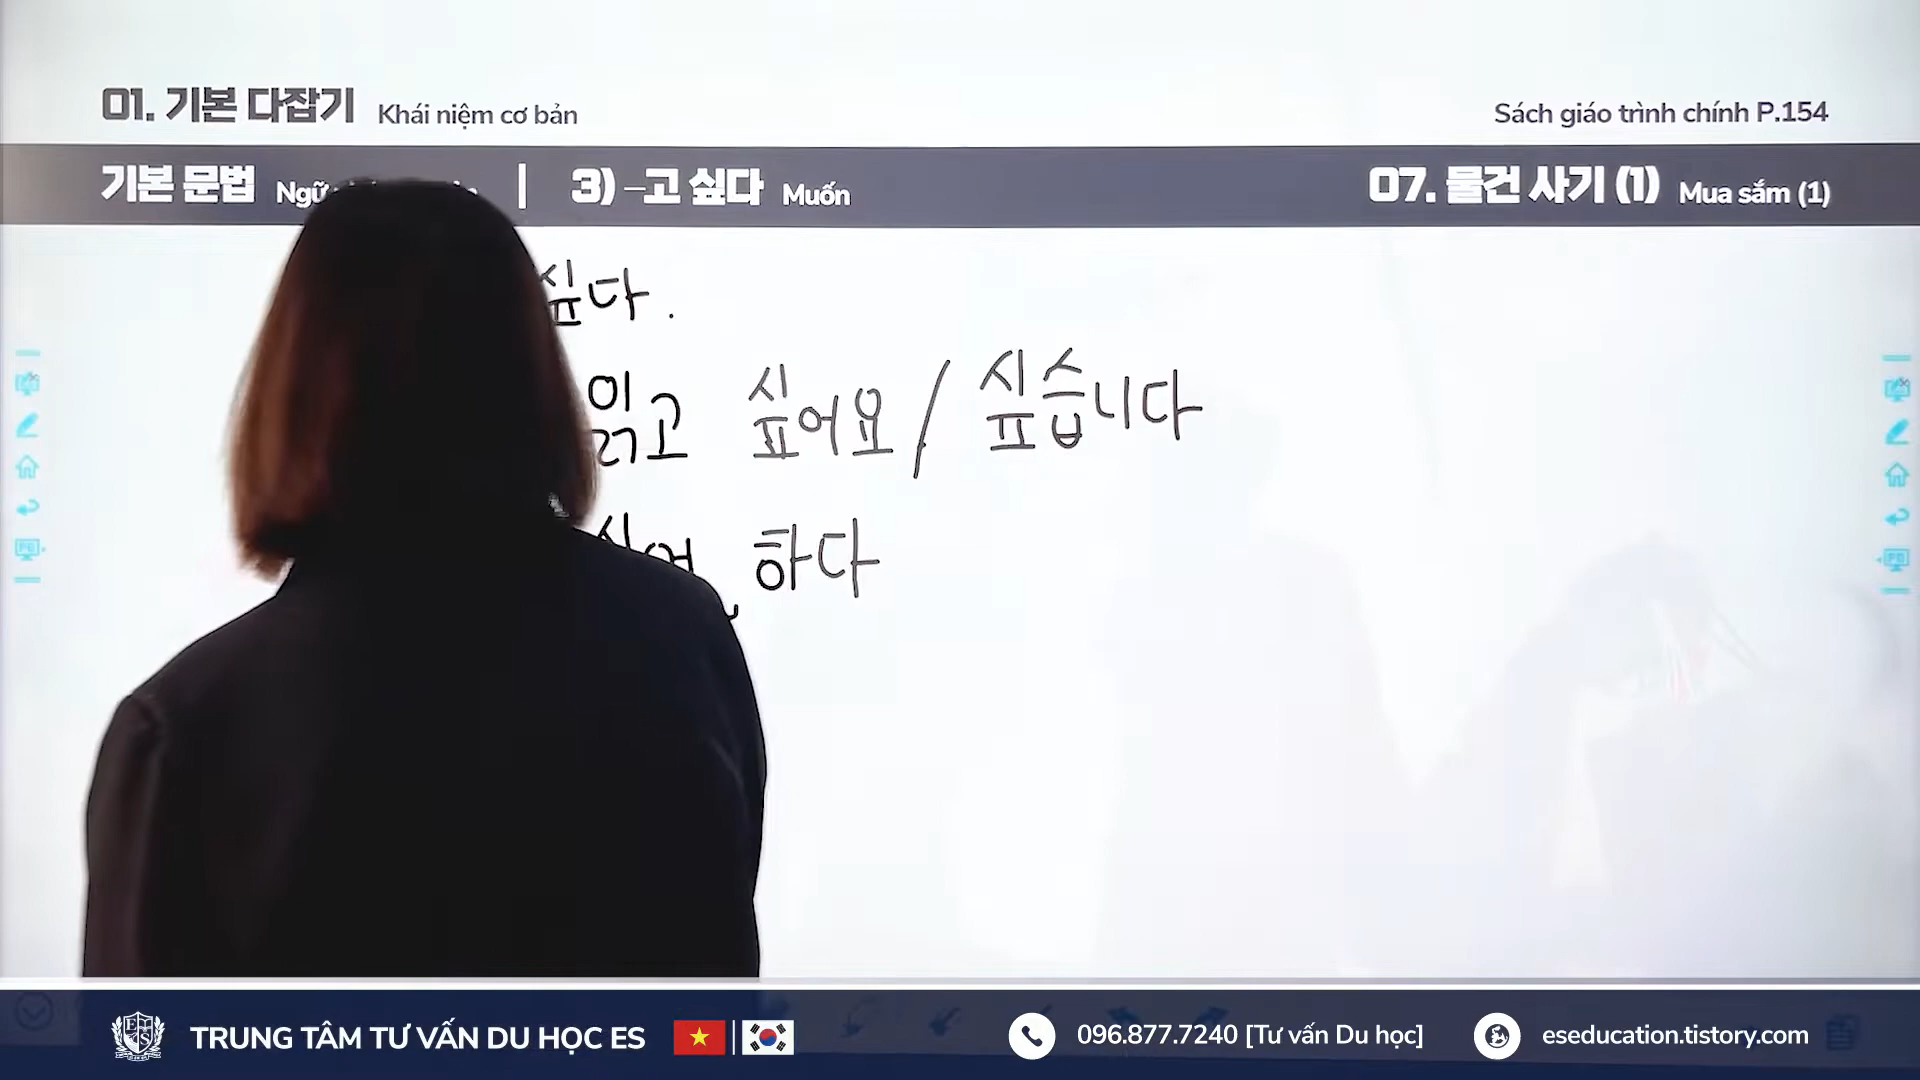 01. 기본 다잡기 Khái niệm cơ bản
Sách giáo trình chính P.154
기본 문법 | 3) –고 싶다 Muốn
07. 물건 사기 (1) Mua sắm (1)
싶다.
읽고 싶어요 / 싶습니다
하다
TRUNG TÂM TƯ VẤN DU HỌC ES
096.877.7240 [Tư vấn Du học]
eseducation.tistory.com